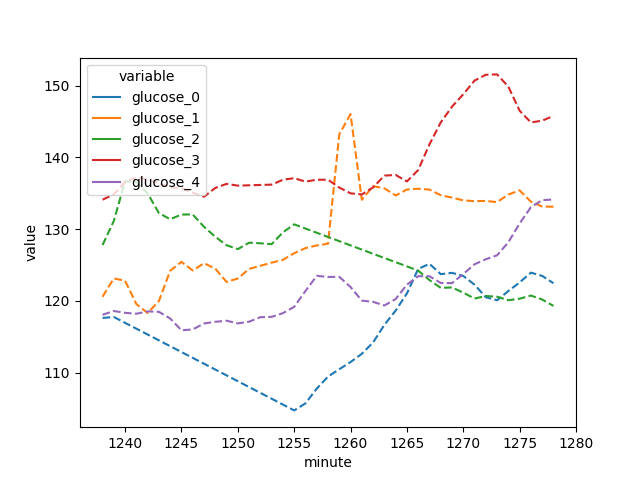 variable
glucose_0
glucose_1
glucose_2
glucose_3
glucose_4
150
140
130
120
110
value
1240 1245 1250 1255 1260 1265 1270 1275 1280
minute